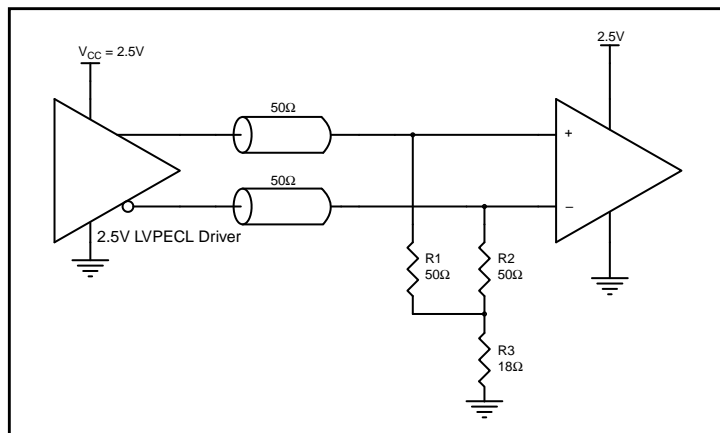 V_CC = 2.5V
2.5V
50Ω
50Ω
+
–
2.5V LVPECL Driver
R1
50Ω
R2
50Ω
R3
18Ω